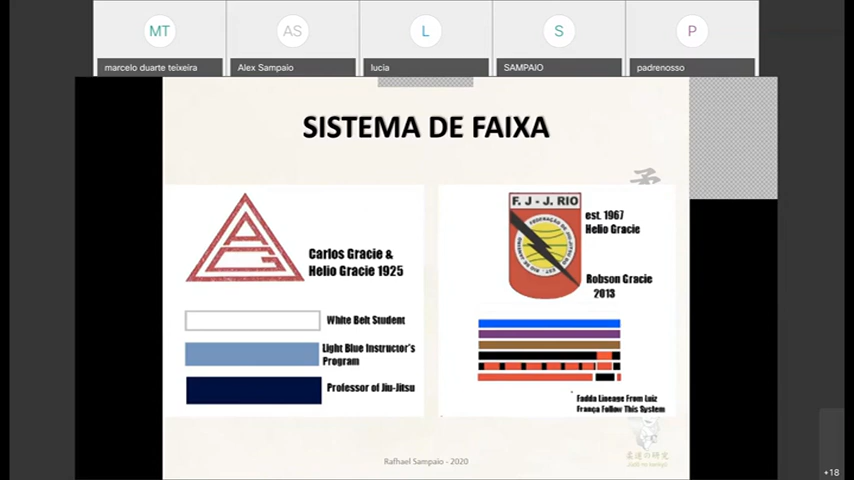 MT
AS
L
S
P
marcelo duarte teixeira
Alex Sampaio
lucia
SAMPAIO
padrenosso
SISTEMA DE FAIXA
Carlos Gracie &
Helio Gracie 1925
White Belt Student
Light Blue Instructor's
Program
Professor of Jiu-Jitsu
F. J - J. RIO
est. 1967
Helio Gracie
Robson Gracie
2013
Fadda Lineage From Luiz
França Follow This System
Rafhael Sampaio - 2020
+18